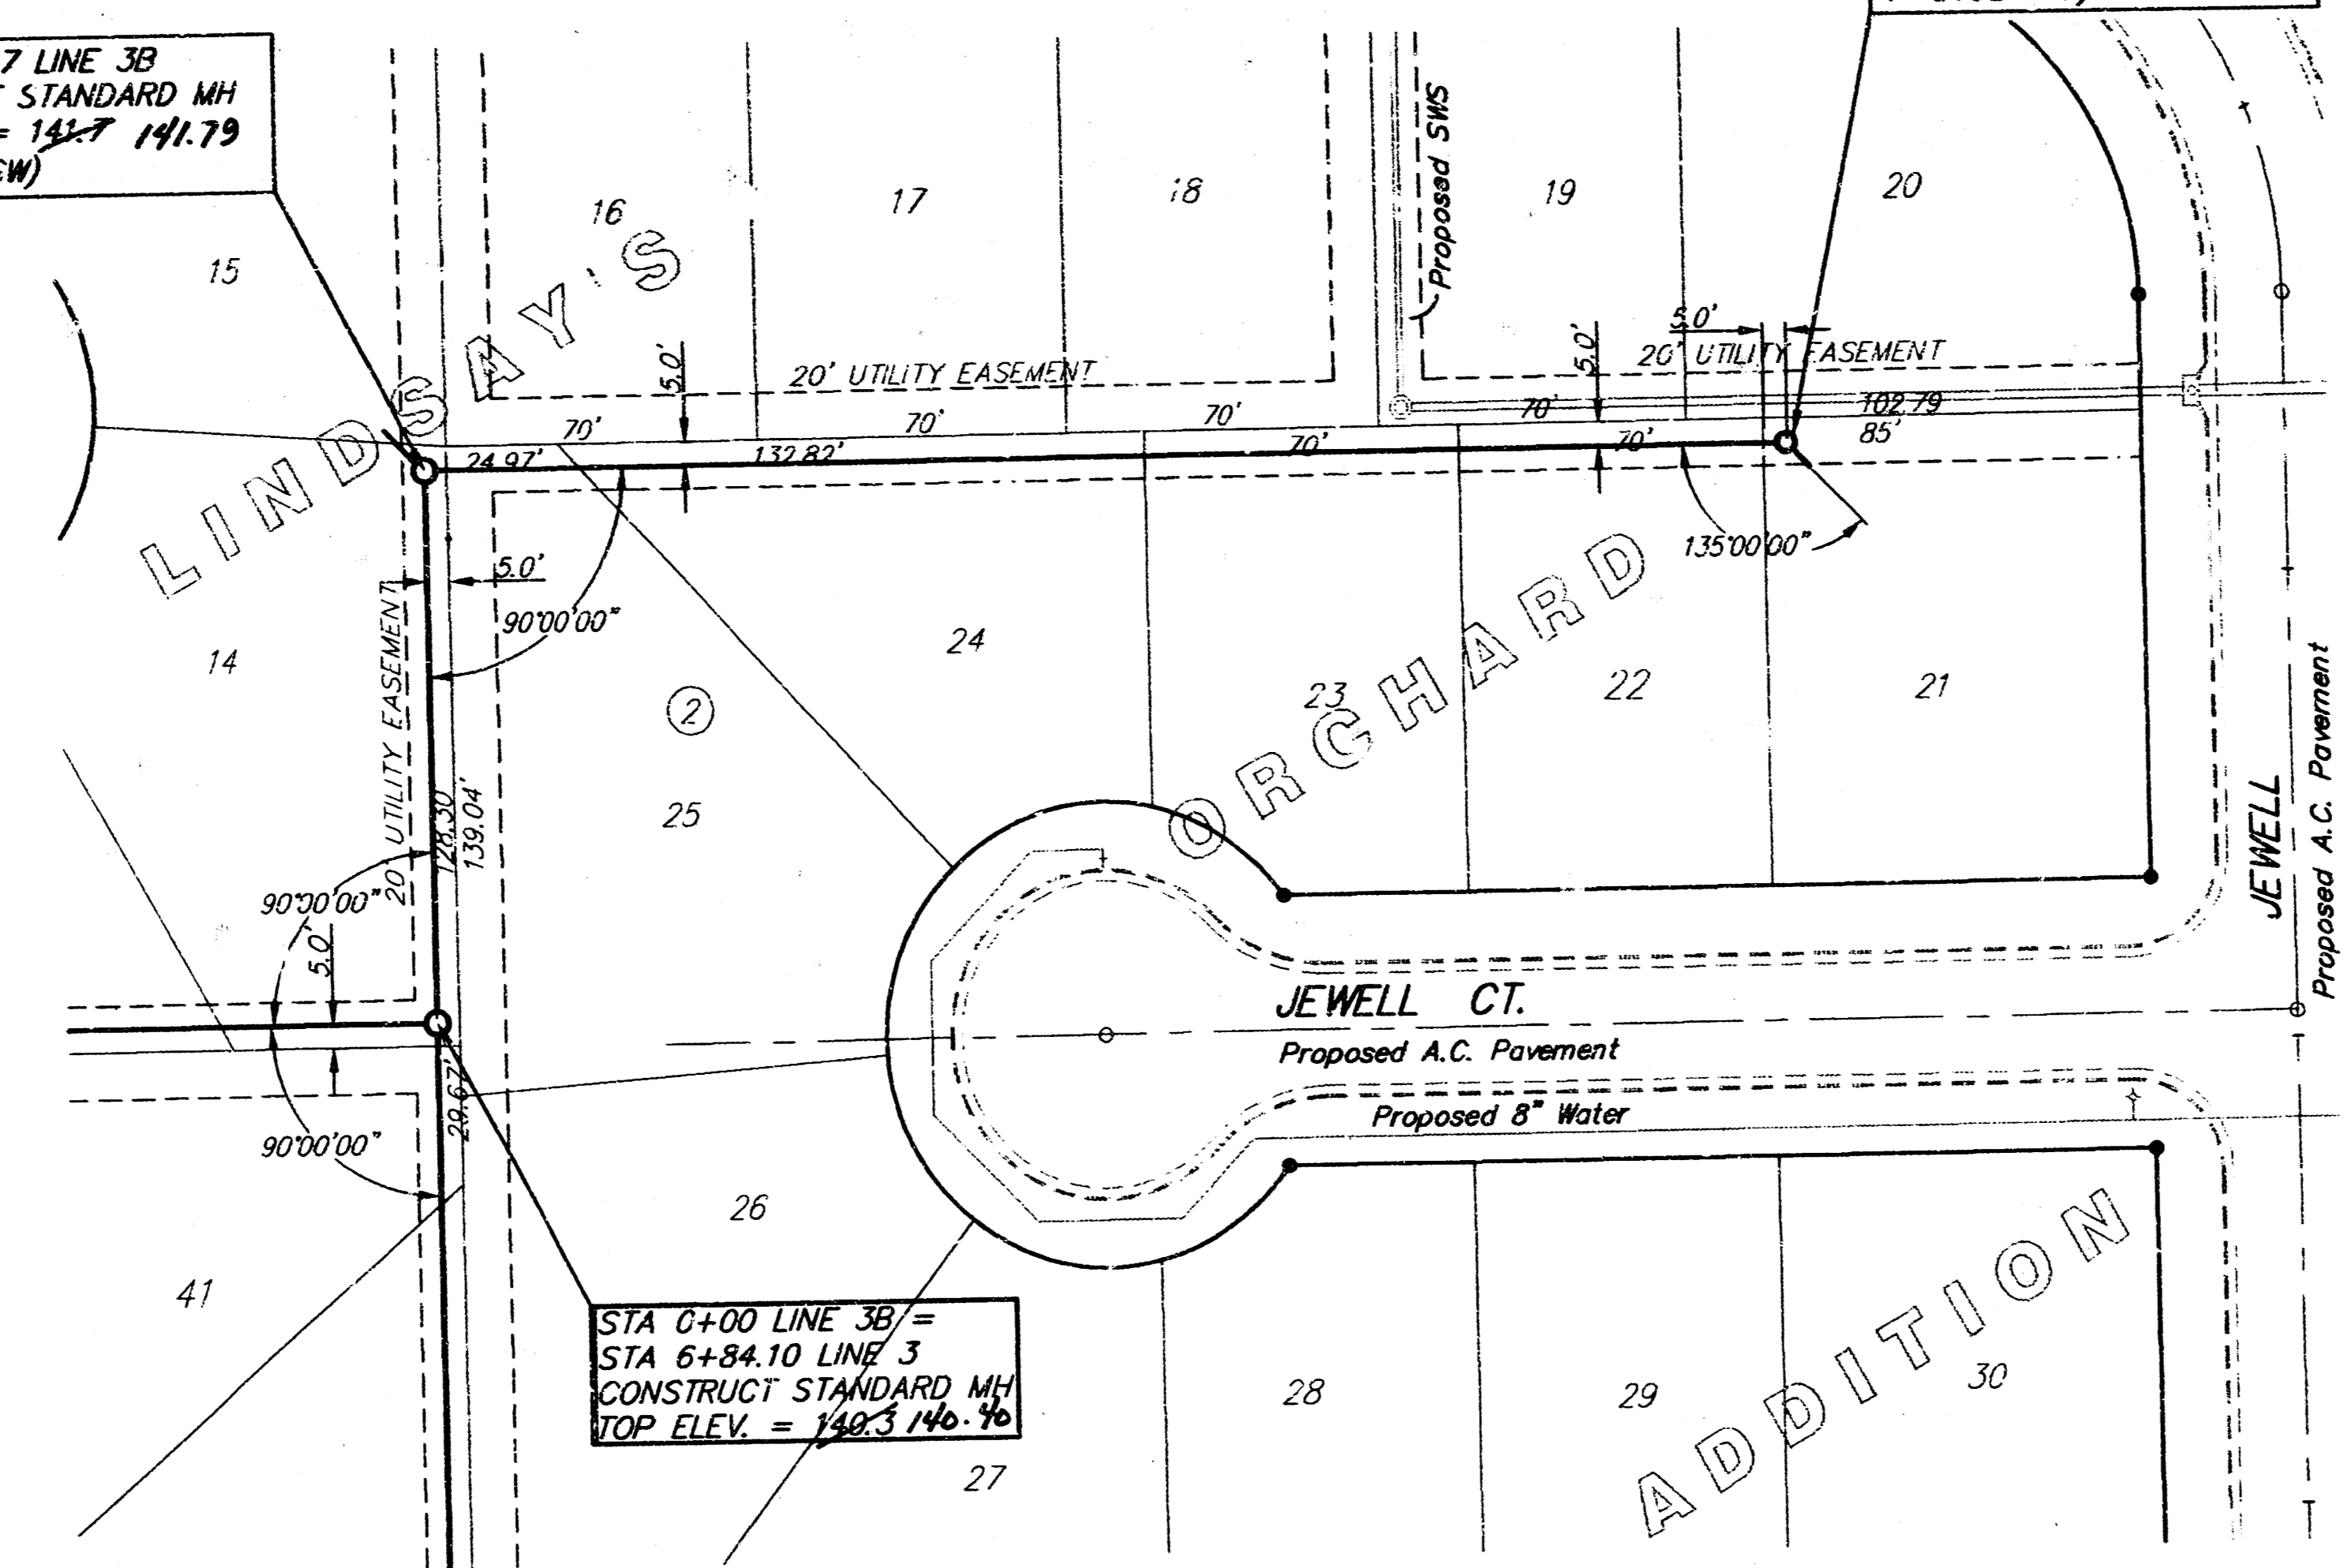 7 LINE 3B
STANDARD MH
= 141.7 141.79
15
16
17
18
19
20
Proposed SWS
LINDSAY'S
20' UTILITY EASEMENT
5.0'
5.0'
5.0'
20' UTILITY EASEMENT
70'
70'
70'
70'
102.79
24.97'
132.82'
70'
70'
85'
135°00'00"
5.0'
90°00'00"
14
20' UTILITY EASEMENT
24
23
22
21
2
25
128.30'
139.04'
ORCHARD
90°00'00"
5.0'
JEWELL
Proposed A.C. Pavement
JEWELL CT.
Proposed A.C. Pavement
Proposed 8" Water
29.67'
90°00'00"
26
41
STA 0+00 LINE 3B =
STA 6+84.10 LINE 3
CONSTRUCT STANDARD MH
TOP ELEV. = 140.3 140.40
27
28
29
30
ADDITION